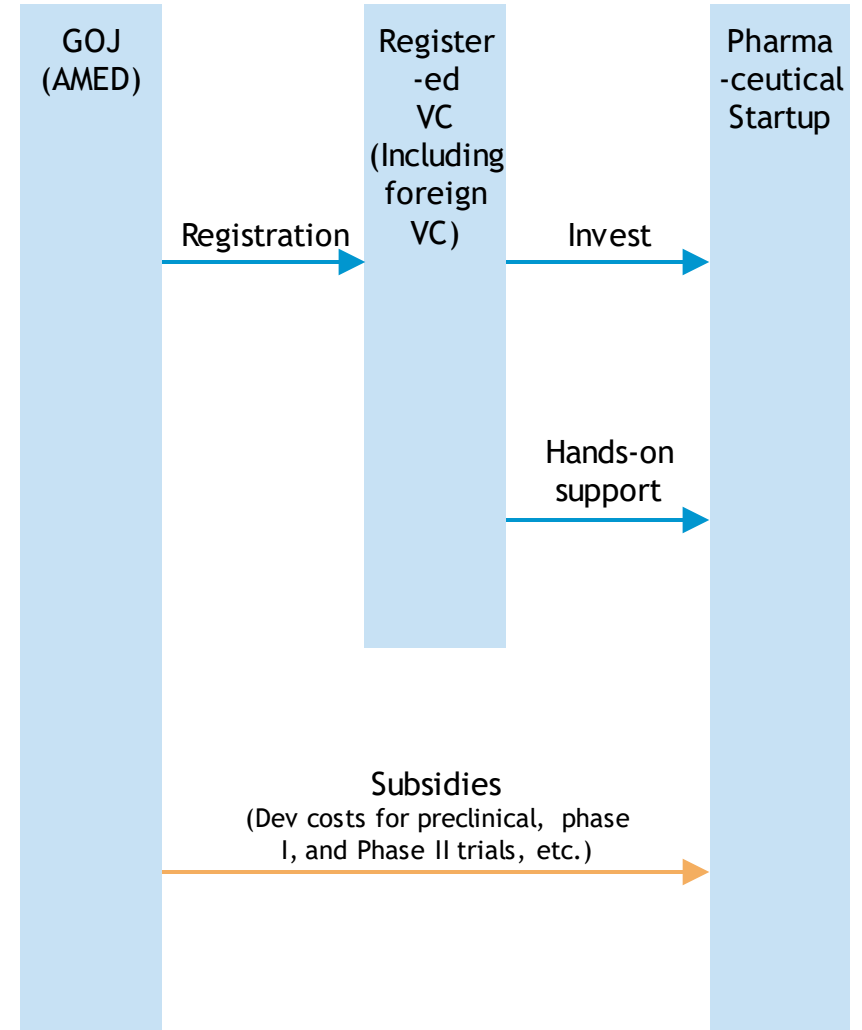 GOJ
(AMED)
Register
-ed
VC
(Including
foreign
VC)
Pharma
-ceutical
Startup
Registration
Invest
Hands-on
support
Subsidies
(Dev costs for preclinical, phase
I, and Phase II trials, etc.)